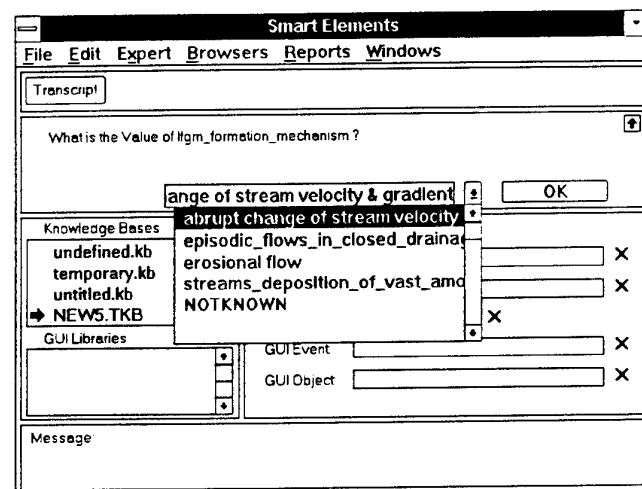 Smart Elements
File Edit Expert Browsers Reports Windows
Transcript
What is the Value of lfgm_formation_mechanism ?
ange of stream velocity & gradient
OK
abrupt change of stream velocity
episodic_flows_in_closed_draina
erosional flow
streams_deposition_of_vast_amo
NOTKNOWN
Knowledge Bases
undefined.kb
temporary.kb
untitled.kb
NEW5.TKB
GUI Libraries
GUI Event
GUI Object
Message: